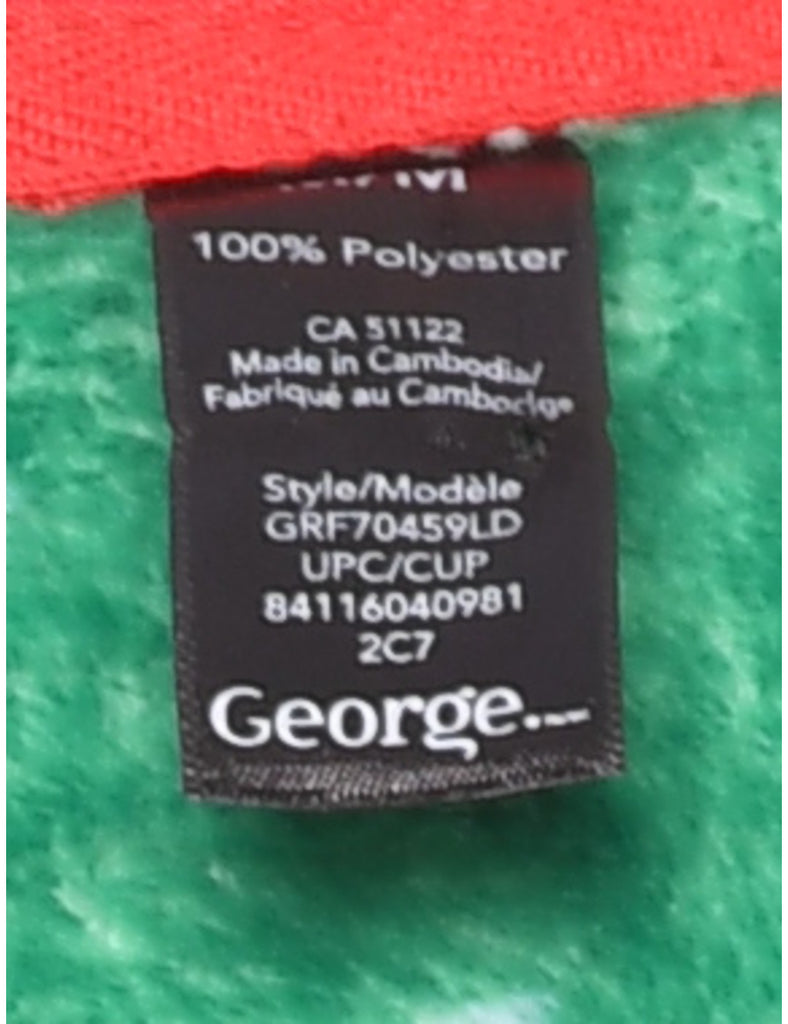 100% Polyester
CA 51122
Made in Cambodia/
Fabriqué au Cambodge
Style/Modèle
GRF70459LD
UPC/CUP
84116040981
2C7
George